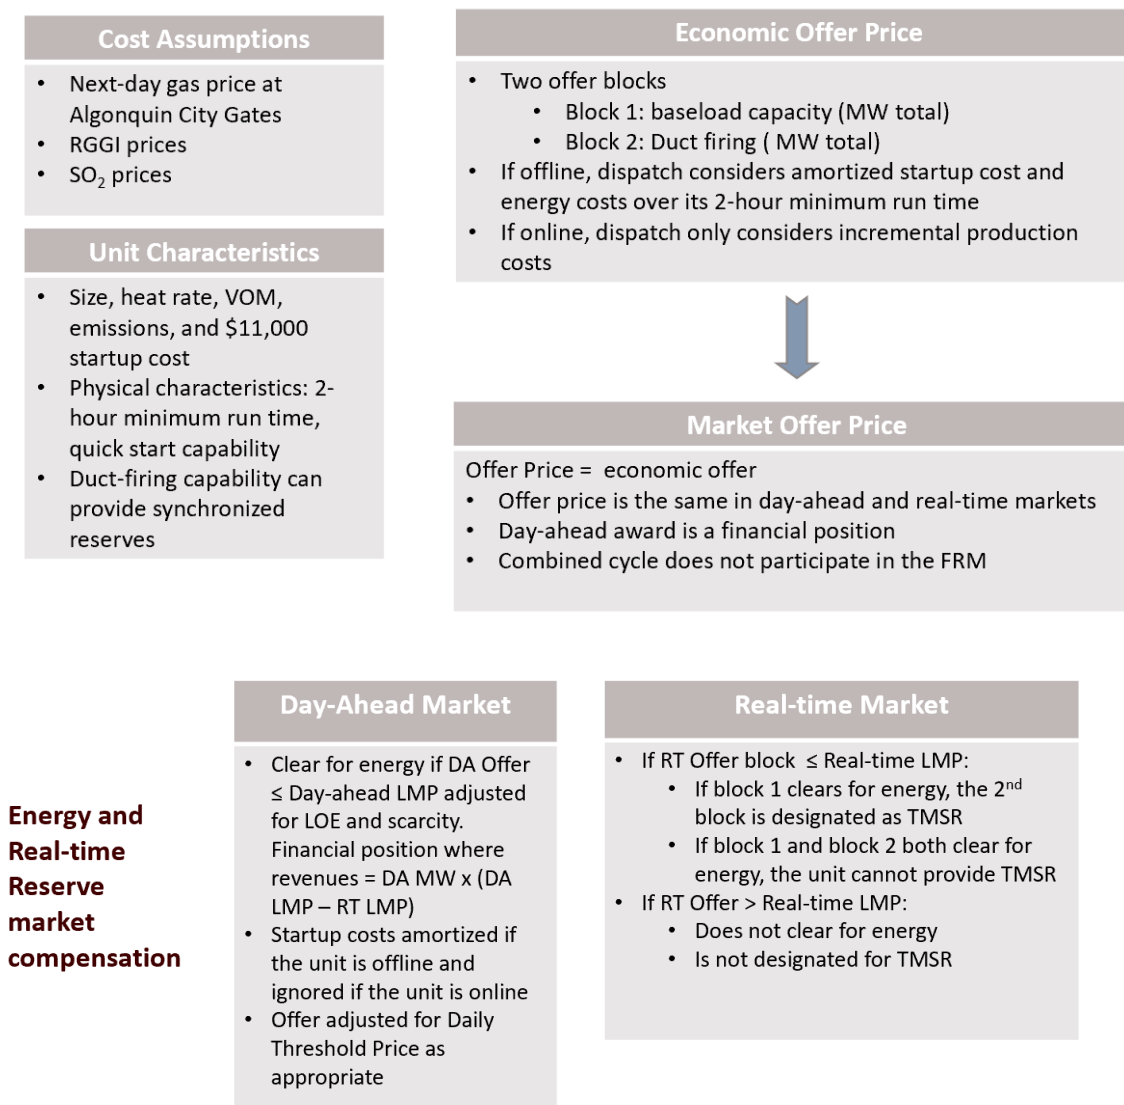 Cost Assumptions
• Next-day gas price at
Algonquin City Gates
• RGGI prices
• SO2 prices
Unit Characteristics
• Size, heat rate, VOM,
emissions, and $11,000
startup cost
• Physical characteristics: 2-
hour minimum run time,
quick start capability
• Duct-firing capability can
provide synchronized
reserves
Economic Offer Price
• Two offer blocks
• Block 1: baseload capacity (MW total)
• Block 2: Duct firing ( MW total)
• If offline, dispatch considers amortized startup cost and
energy costs over its 2-hour minimum run time
• If online, dispatch only considers incremental production
costs
Market Offer Price
Offer Price =  economic offer
• Offer price is the same in day-ahead and real-time markets
• Day-ahead award is a financial position
• Combined cycle does not participate in the FRM
Energy and
Real-time
Reserve
market
compensation
Day-Ahead Market
• Clear for energy if DA Offer
≤ Day-ahead LMP adjusted
for LOE and scarcity.
Financial position where
revenues = DA MW x (DA
LMP – RT LMP)
• Startup costs amortized if
the unit is offline and
ignored if the unit is online
• Offer adjusted for Daily
Threshold Price as
appropriate
Real-time Market
• If RT Offer block  ≤ Real-time LMP:
• If block 1 clears for energy, the 2nd
block is designated as TMSR
• If block 1 and block 2 both clear for
energy, the unit cannot provide TMSR
• If RT Offer > Real-time LMP:
• Does not clear for energy
• Is not designated for TMSR